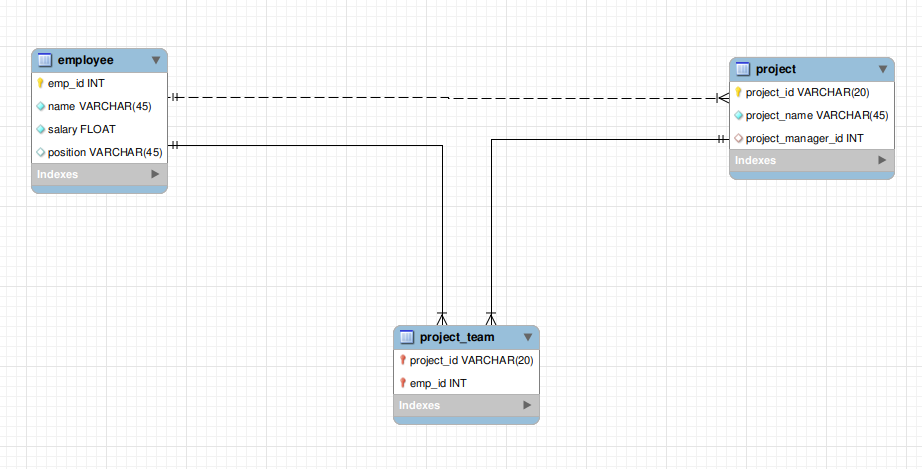 employee
emp_id INT
name VARCHAR(45)
salary FLOAT
position VARCHAR(45)
Indexes
project
project_id VARCHAR(20)
project_name VARCHAR(45)
project_manager_id INT
Indexes
project_team
project_id VARCHAR(20)
emp_id INT
Indexes